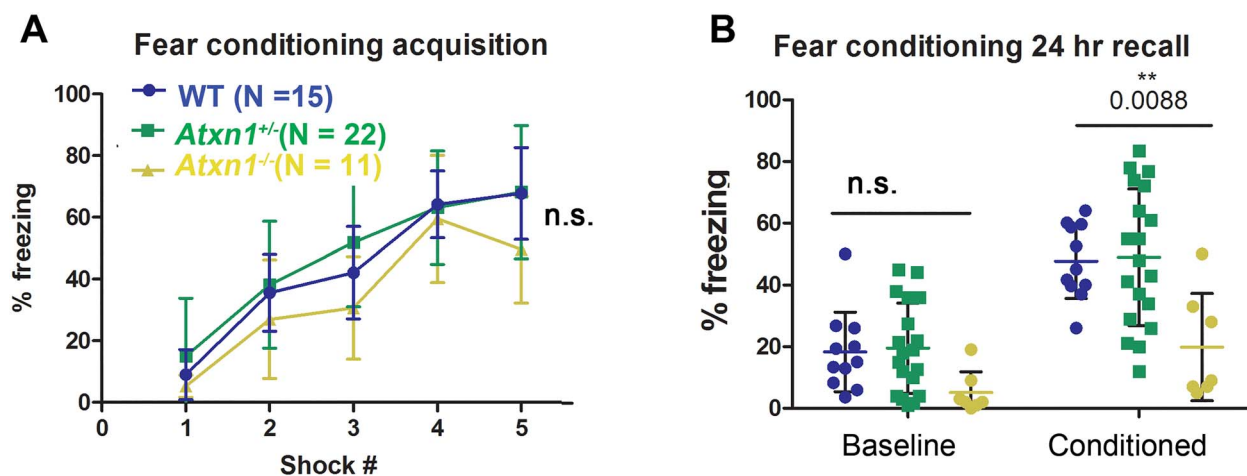 A
Fear conditioning acquisition
WT (N =15)
Atxn1+/-(N = 22)
Atxn1-/-(N = 11)
% freezing
100
80
60
40
20
0
0
1
2
3
4
5
Shock #
n.s.
B
Fear conditioning 24 hr recall
**
0.0088
n.s.
% freezing
100
80
60
40
20
0
Baseline
Conditioned